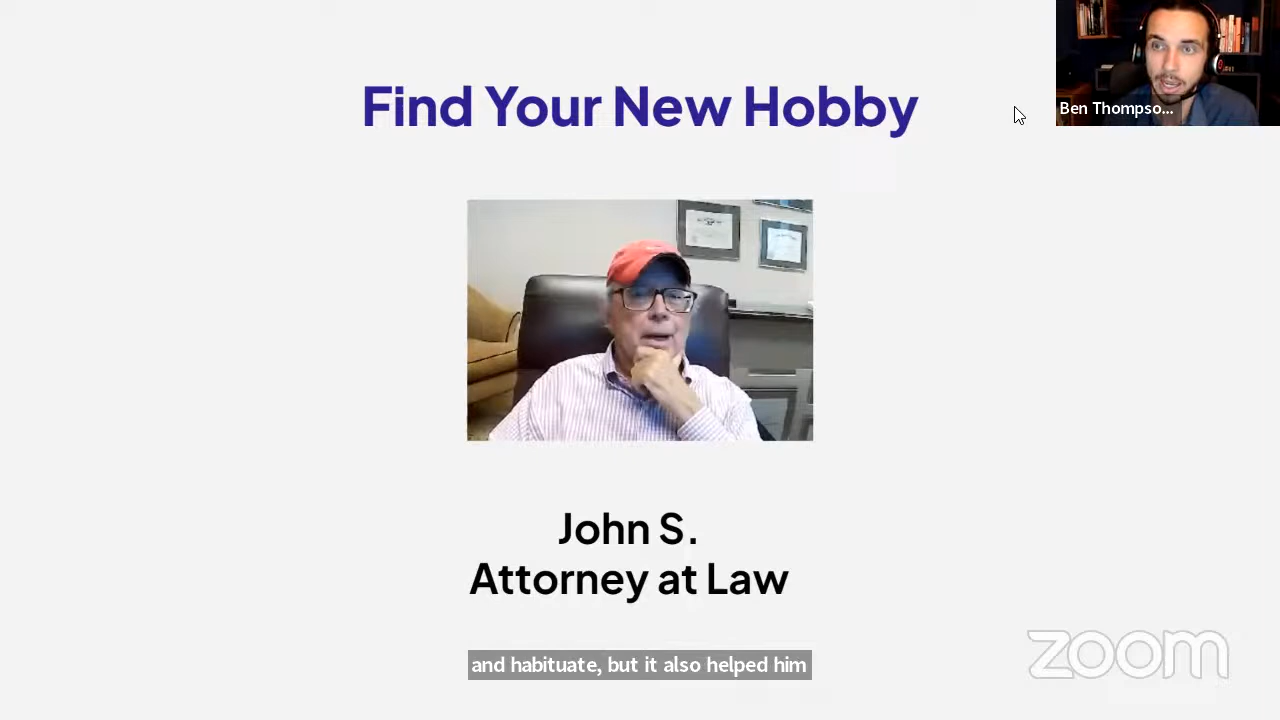 Find Your New Hobby
Ben Thompso...
John S.
Attorney at Law
and habituate, but it also helped him
zoom